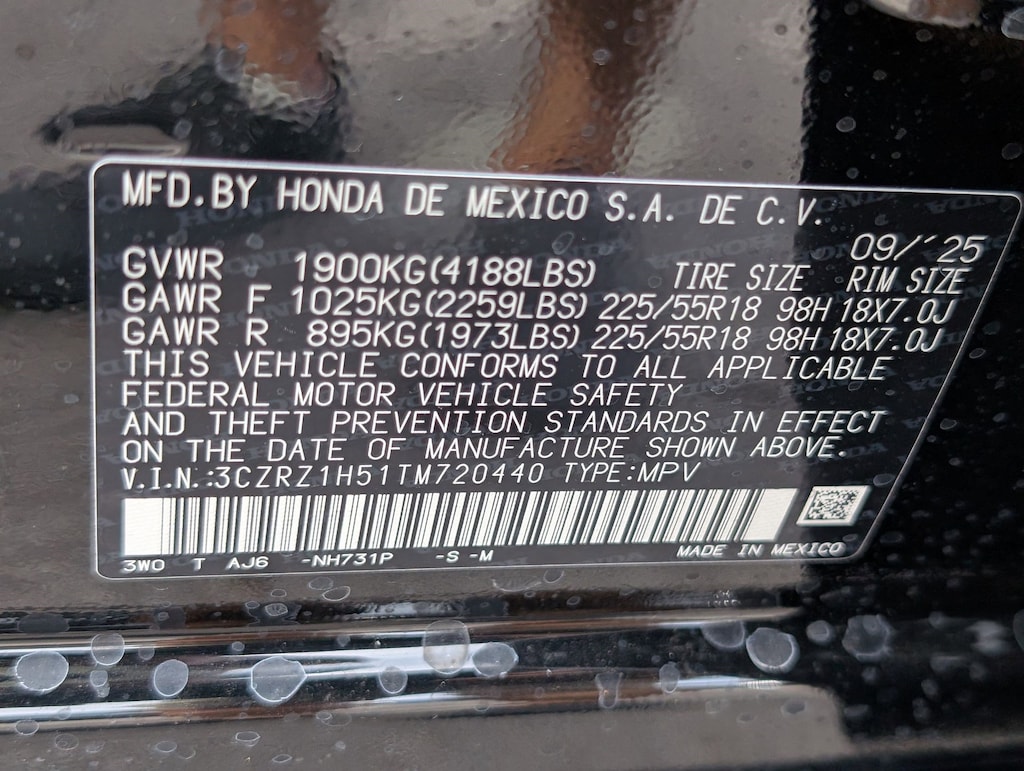 MFD.BY HONDA DE MEXICO S.A. DE C.V.
09/´25
GVWR 1900KG(4188LBS) TIRE SIZE RIM SIZE
GAWR F 1025KG(2259LBS) 225/55R18 98H 18X7.0J
GAWR R 895KG(1973LBS) 225/55R18 98H 18X7.0J
THIS VEHICLE CONFORMS TO ALL APPLICABLE
FEDERAL MOTOR VEHICLE SAFETY
AND THEFT PREVENTION STANDARDS IN EFFECT
ON THE DATE OF MANUFACTURE SHOWN ABOVE.
V.I.N.:3CZRZ1H51TM720440 TYPE:MPV
3WO T AJ6 -NH731P -S -M MADE IN MEXICO